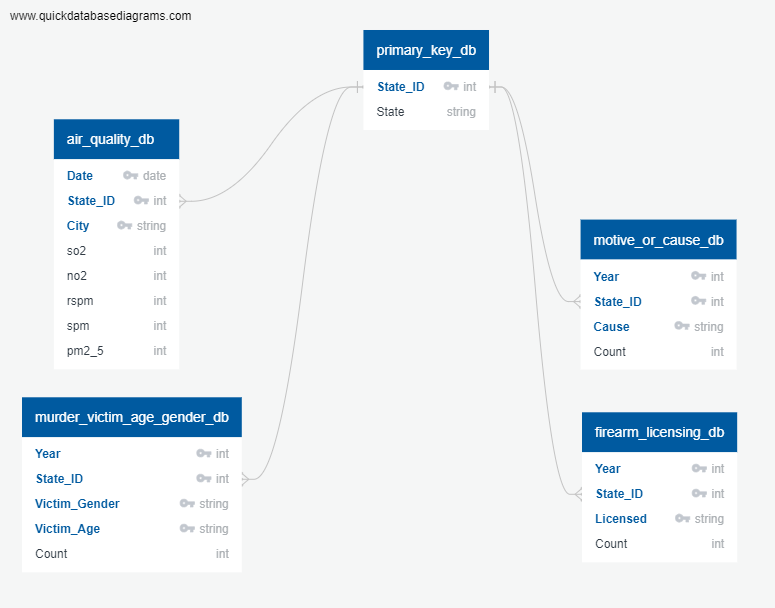 www.quickdatabasediagrams.com
primary_key_db
State_ID int
State string
air_quality_db
Date date
State_ID int
City string
so2 int
no2 int
rspm int
spm int
pm2_5 int
motive_or_cause_db
Year int
State_ID int
Cause string
Count int
murder_victim_age_gender_db
Year int
State_ID int
Victim_Gender string
Victim_Age string
Count int
firearm_licensing_db
Year int
State_ID int
Licensed string
Count int